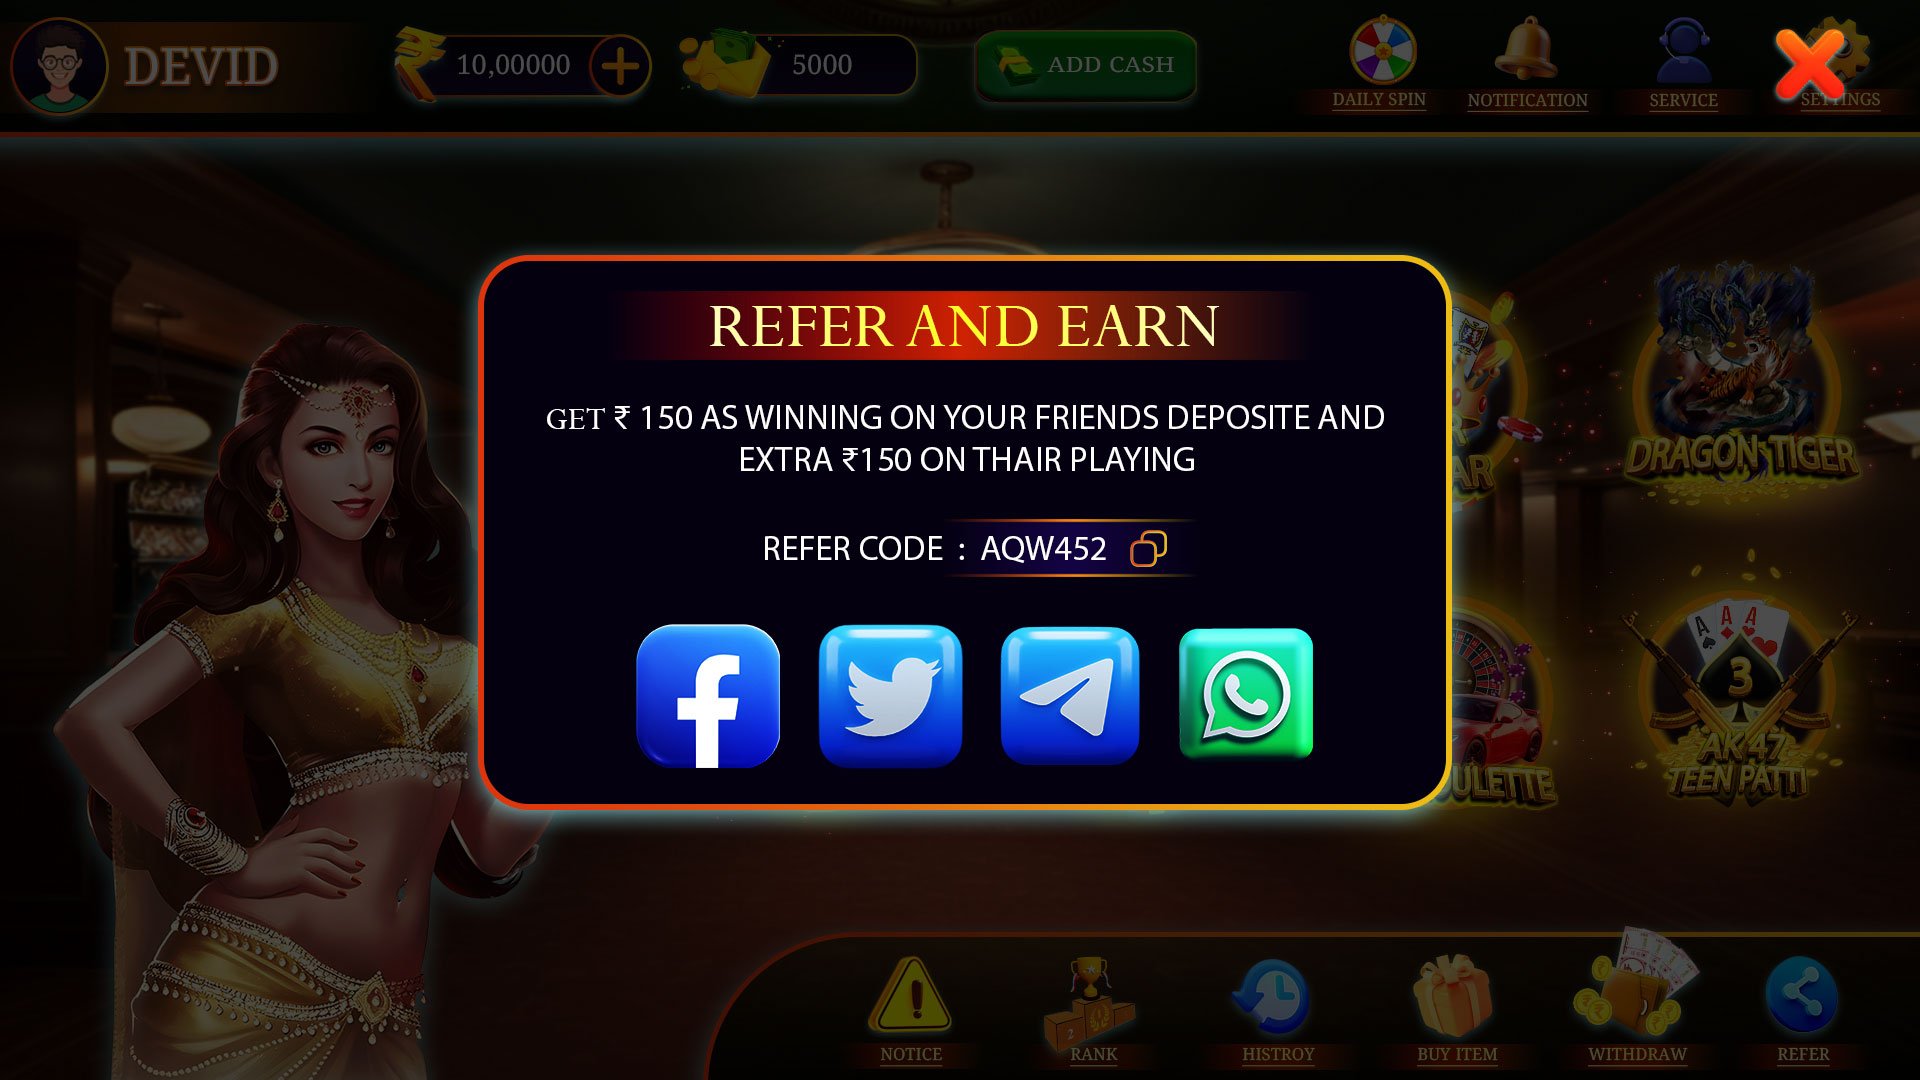 DEVID
10,00000
5000
ADD CASH
DAILY SPIN
NOTIFICATION
SERVICE
SETTINGS
REFER AND EARN
GET ₹ 150 AS WINNING ON YOUR FRIENDS DEPOSITE AND
EXTRA ₹150 ON THAIR PLAYING
REFER CODE : AQW452
AR
DRAGON TIGER
ULETTE
A A A
3
AK 47
TEEN PATTI
2 1
NOTICE
RANK
HISTROY
BUY ITEM
WITHDRAW
REFER